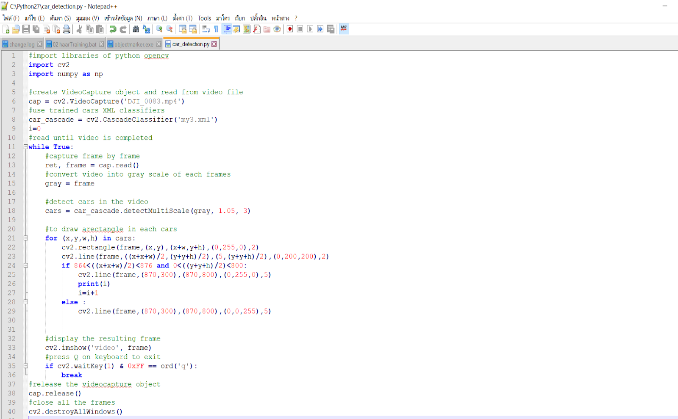 C:\Python27\car_detection.py - Notepad++
Tools
change.log
car_detection.py
1 #import libraries of python opencv
2 import cv2
3 import numpy as np
4
5 #create VideoCapture object and read from video file
6 cap = cv2.VideoCapture('DJI_0080.mp4')
7 #use trained cars XML classifiers
8 car_cascade = cv2.CascadeClassifier('my3.xml')
9 i=0
10 #read until video is completed
11 while True:
12 #capture frame by frame
13 ret, frame = cap.read()
14 #convert video into gray scale of each frames
15 gray = frame
16
17 #detect cars in the video
18 cars = car_cascade.detectMultiScale(gray, 1.05, 3)
19
20 #to draw arectangle in each cars
21 for (x,y,w,h) in cars:
22 cv2.rectangle(frame,(x,y),(x+w,y+h),(0,255,0),2)
23 cv2.line(frame,((x+x+w)/2,(y+y+h)/2),(5,(y+y+h)/2),(0,200,200),2)
24 if 864<((x+x+w)/2)<876 and 0<((y+y+h)/2)<800:
25 cv2.line(frame,(870,300),(870,800),(0,255,0),5)
26 print(i)
27 i=i+1
28 else :
29 cv2.line(frame,(870,300),(870,800),(0,0,255),5)
30
31
32 #display the resulting frame
33 cv2.imshow('video', frame)
34 #press Q on keyboard to exit
35 if cv2.waitKey(1) & 0xFF == ord('q'):
36 break
37 #release the videocapture object
38 cap.release()
39 #close all the frames
40 cv2.destroyAllWindows()